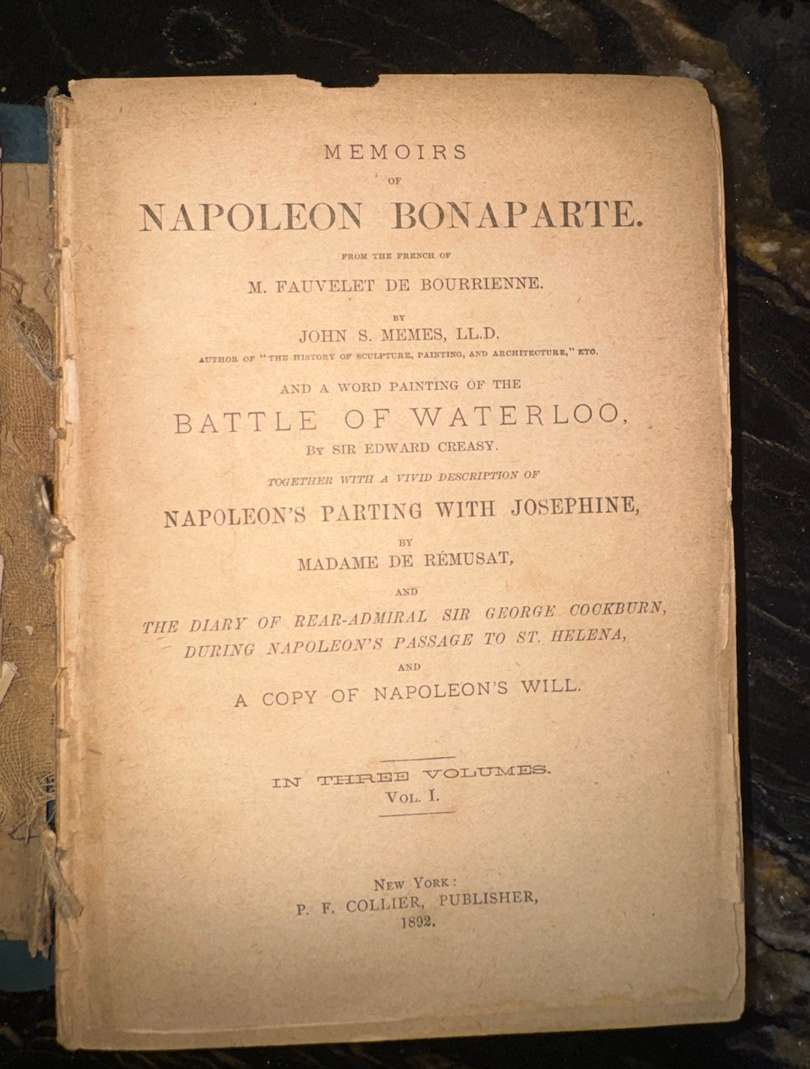 MEMOIRS
OF
NAPOLEON BONAPARTE.
FROM THE FRENCH OF
M. FAUVELET DE BOURRIENNE.
BY
JOHN S. MEMES, LL.D.
AUTHOR OF "THE HISTORY OF SCULPTURE, PAINTING, AND ARCHITECTURE," ETC.
AND A WORD PAINTING OF THE
BATTLE OF WATERLOO,
BY SIR EDWARD CREASY.
TOGETHER WITH A VIVID DESCRIPTION OF
NAPOLEON'S PARTING WITH JOSEPHINE,
BY
MADAME DE RÉMUSAT,
AND
THE DIARY OF REAR-ADMIRAL SIR GEORGE COCKBURN,
DURING NAPOLEON'S PASSAGE TO ST. HELENA,
AND
A COPY OF NAPOLEON'S WILL.
IN THREE VOLUMES.
VOL. I.
NEW YORK:
P. F. COLLIER, PUBLISHER,
1892.